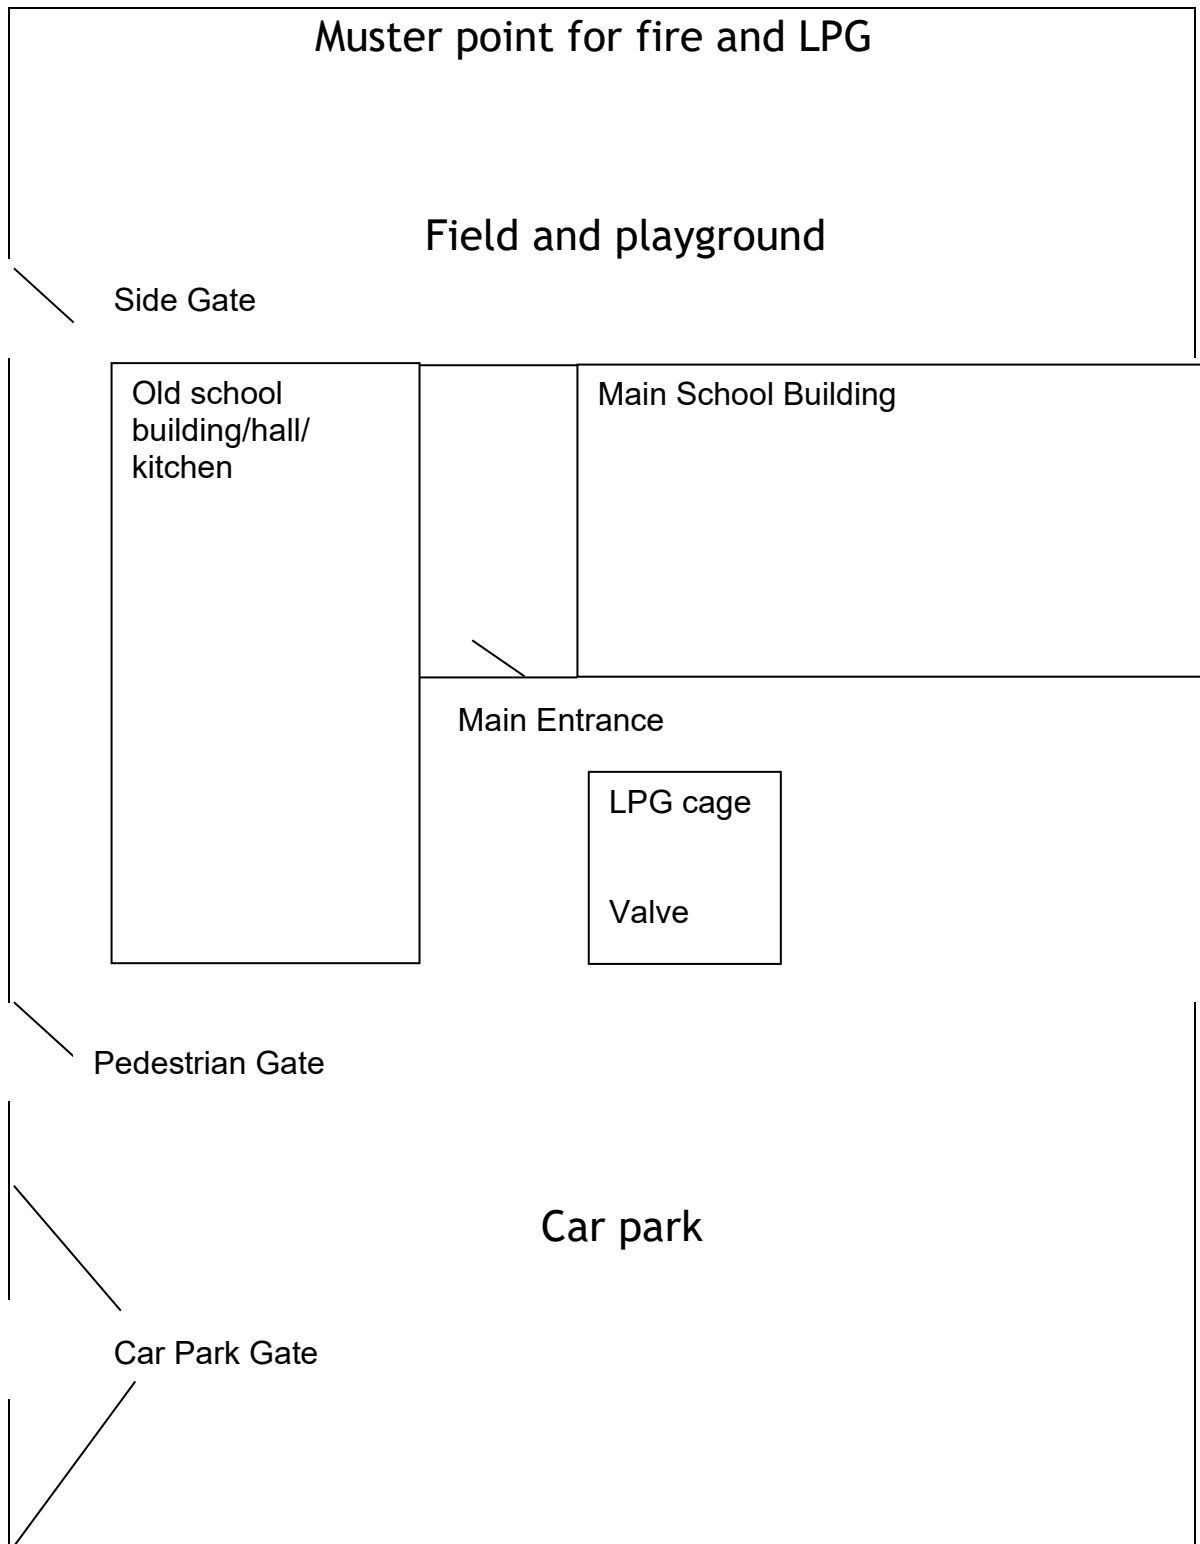 Muster point for fire and LPG
Field and playground
Side Gate
Old school
building/hall/
kitchen
Main School Building
Main Entrance
LPG cage
Valve
Pedestrian Gate
Car park
Car Park Gate